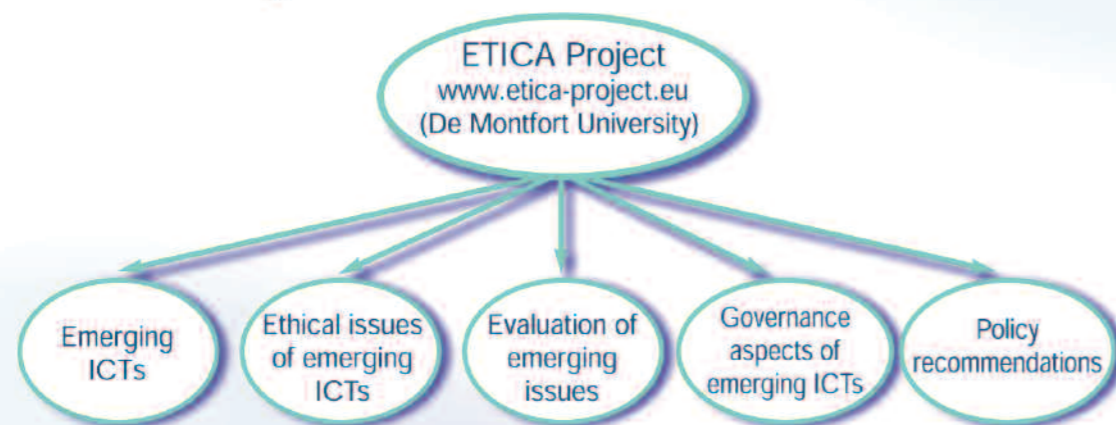 ETICA Project
www.etica-project.eu
(De Montfort University)
Emerging
ICTs
Ethical issues
of emerging
ICTs
Evaluation of
emerging
issues
Governance
aspects of
emerging ICTs
Policy
recommendations